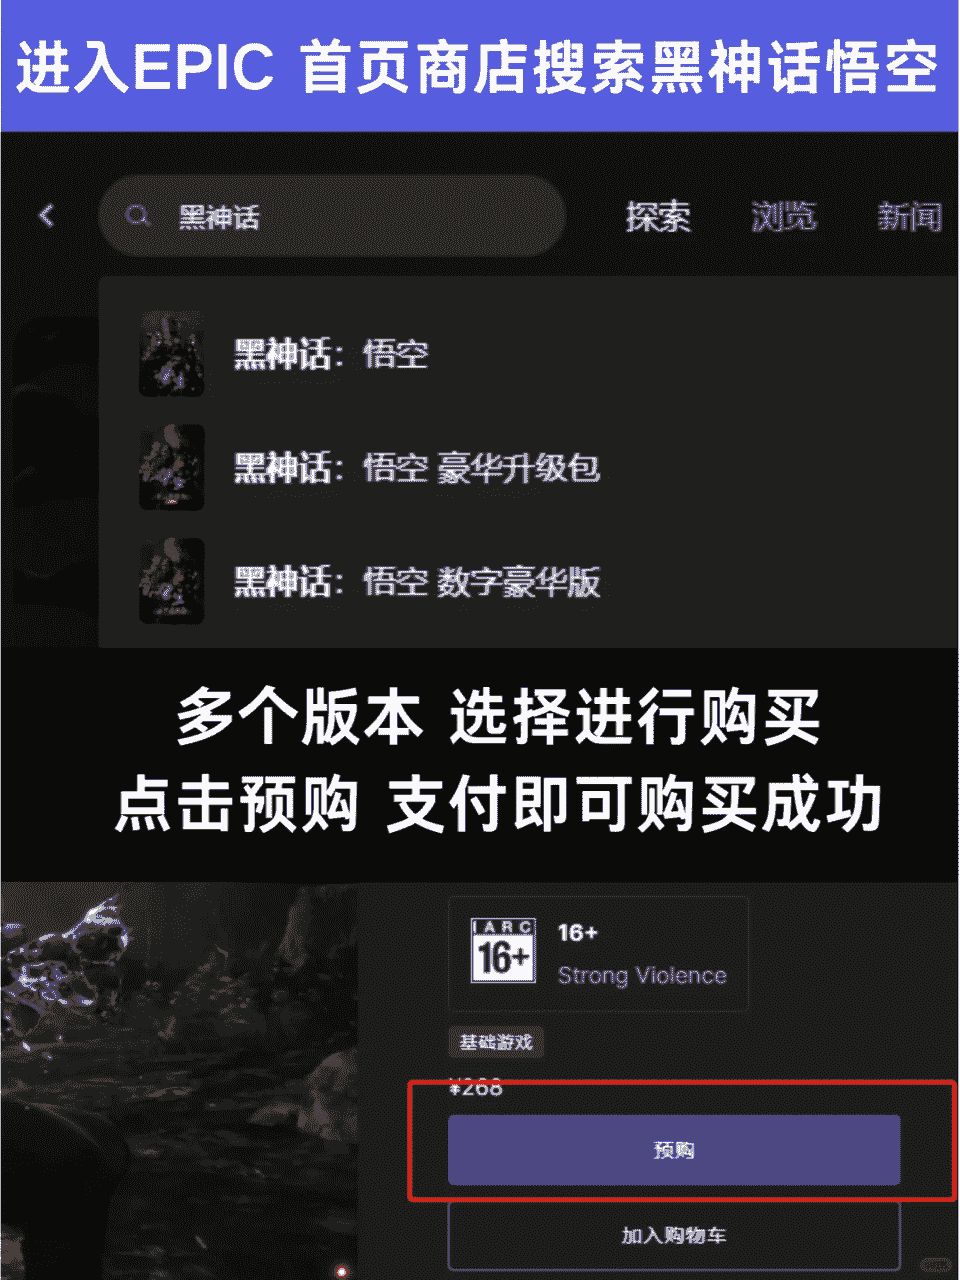 进入EPIC 首页商店搜索黑神话悟空
黑神话
探索
浏览
新闻
黑神话：悟空
黑神话：悟空 豪华升级包
黑神话：悟空 数字豪华版
多个版本 选择进行购买
点击预购 支付即可购买成功
IARC
16+
16+
Strong Violence
基础游戏
¥268
预购
加入购物车